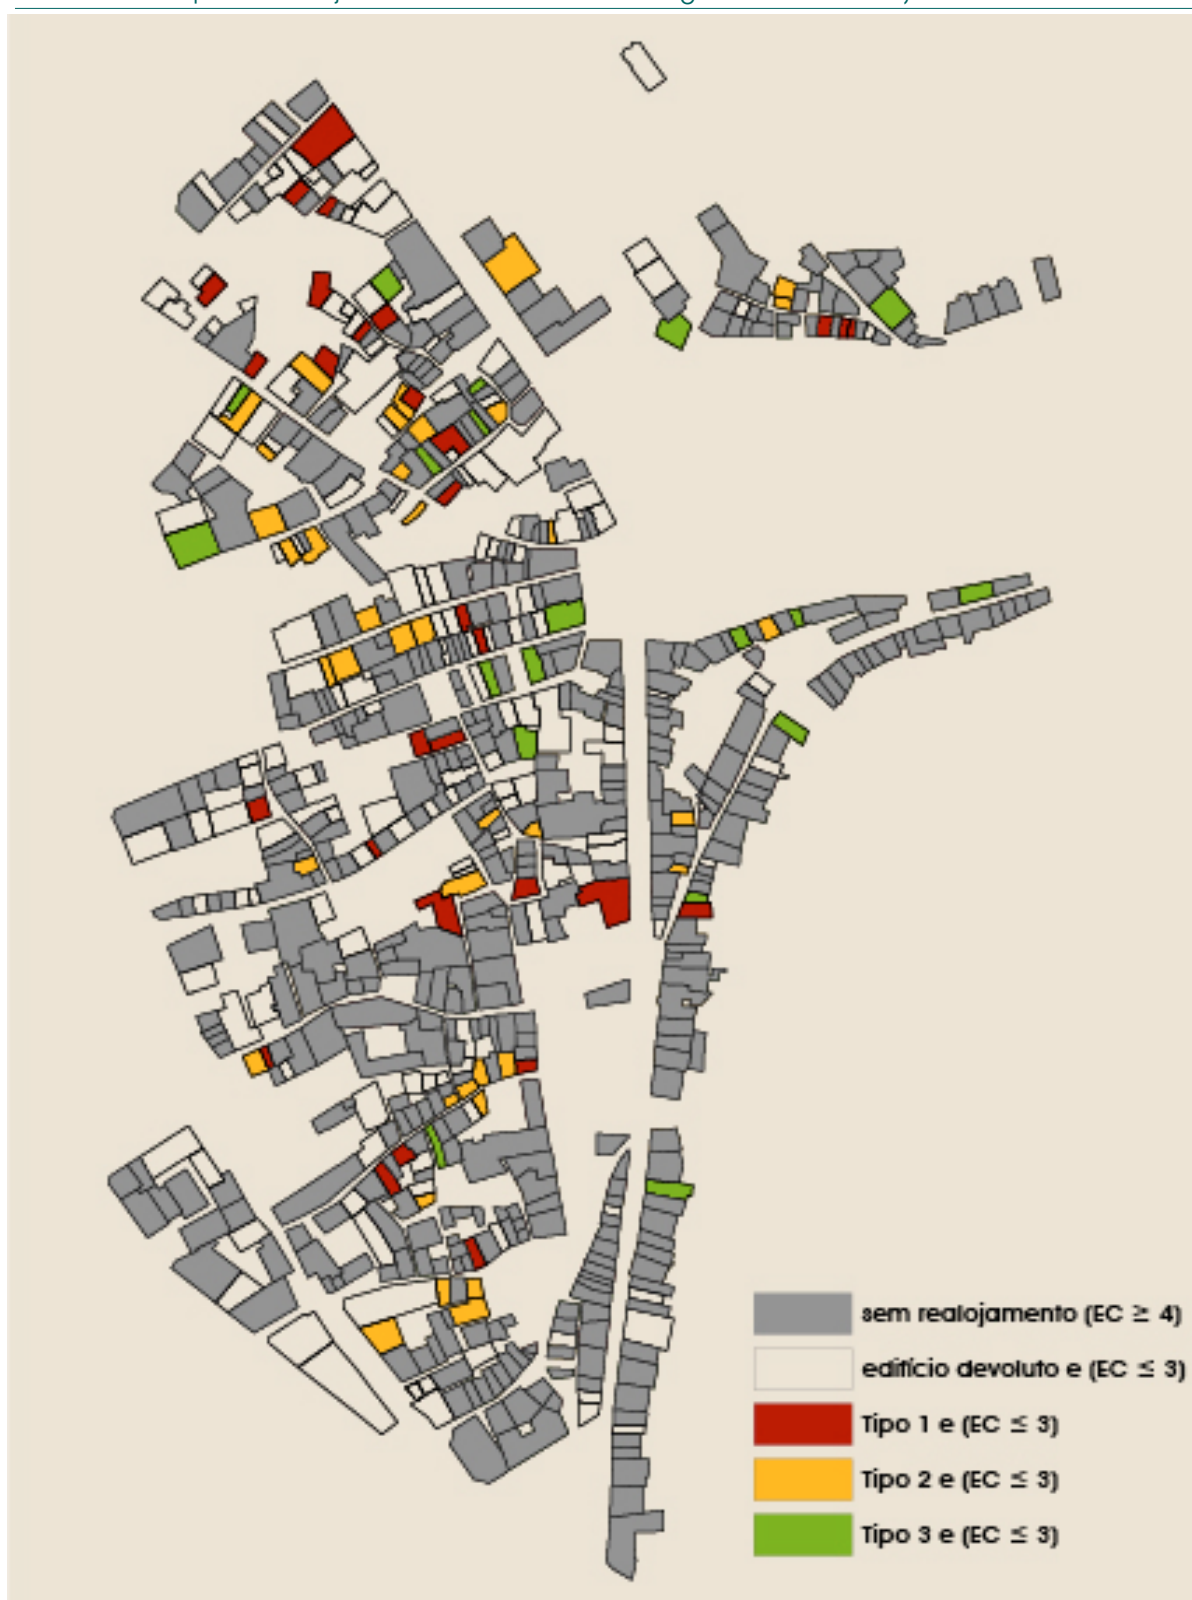 sem realojamento (EC ≥ 4)
edifício devoluto e (EC ≤ 3)
Tipo 1 e (EC ≤ 3)
Tipo 2 e (EC ≤ 3)
Tipo 3 e (EC ≤ 3)